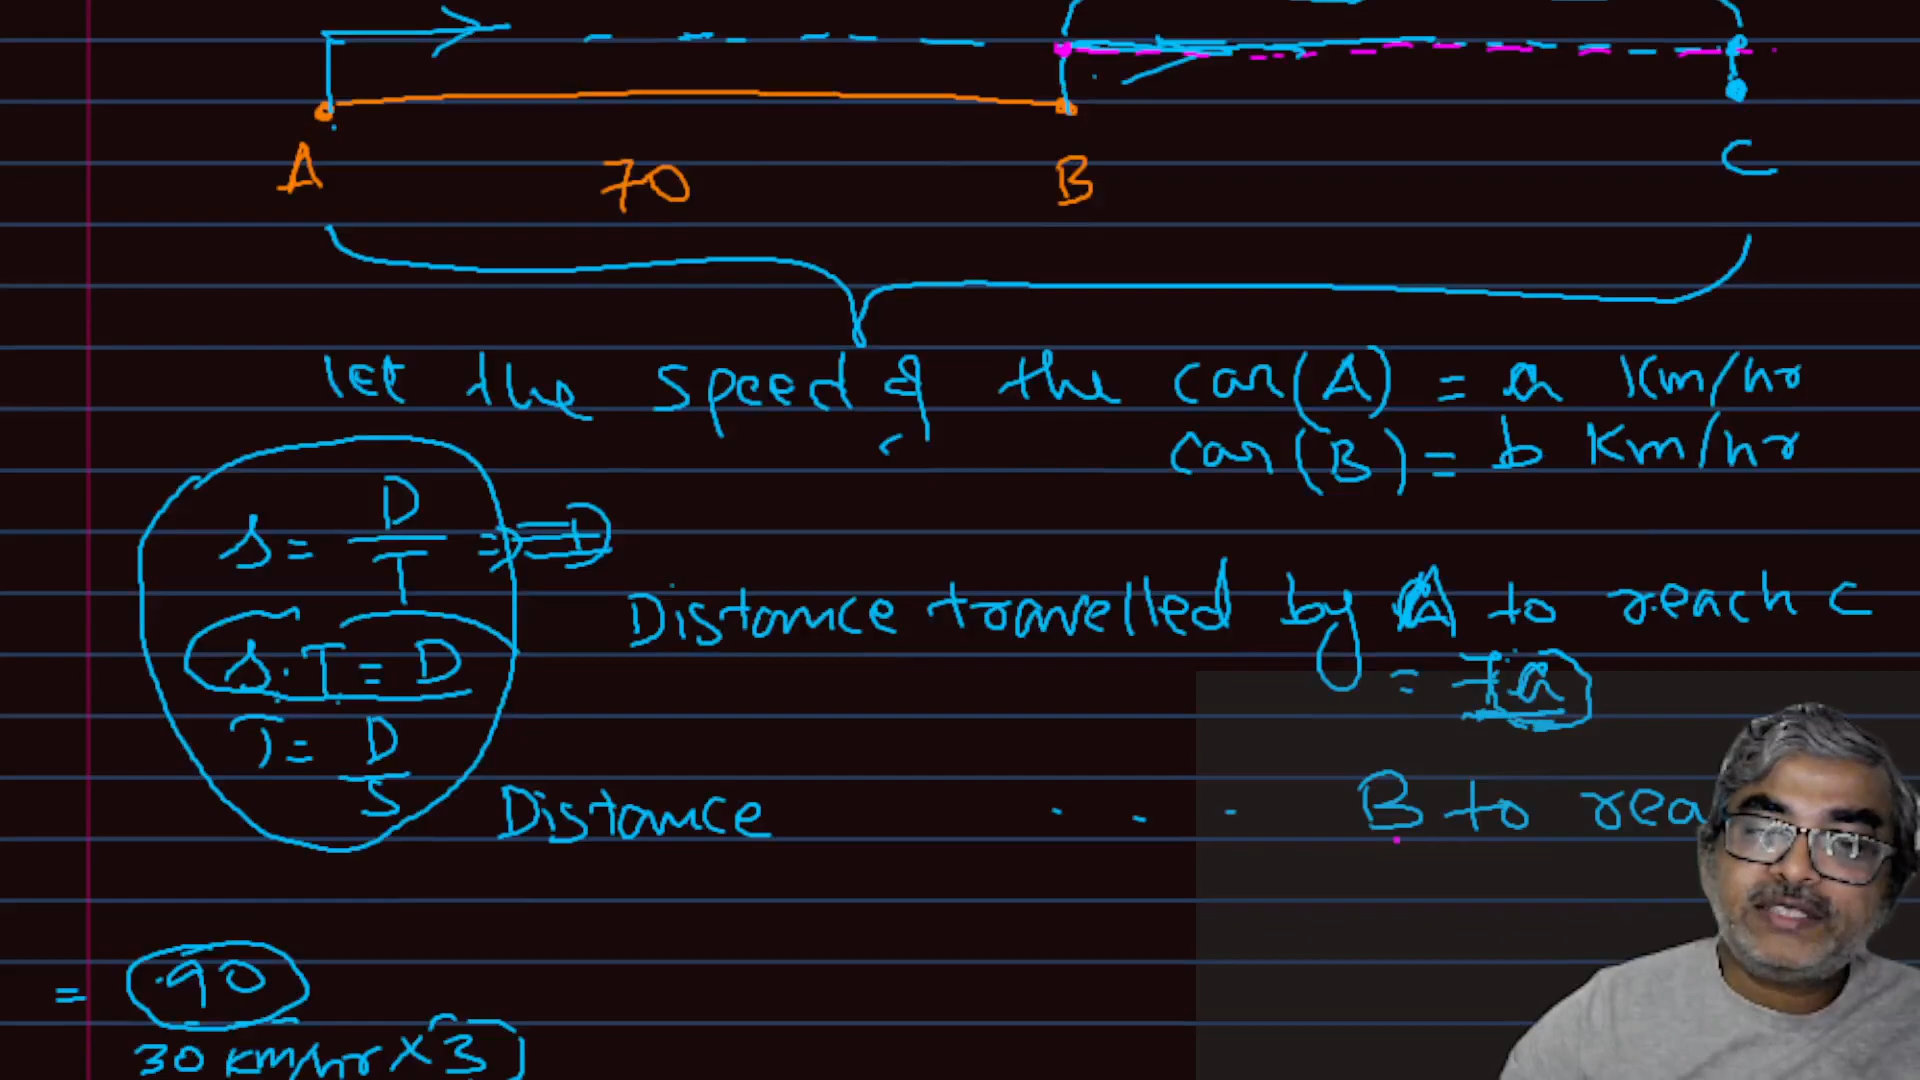 A 70 B C
let the speed of the car(A) = a Km/hr
car(B) = b Km/hr
S = D/T => D
Distance travelled by A to reach C
S.T = D
= 7a
T = D/S
Distance . . . B to rea
= 90
30 km/hr × 3